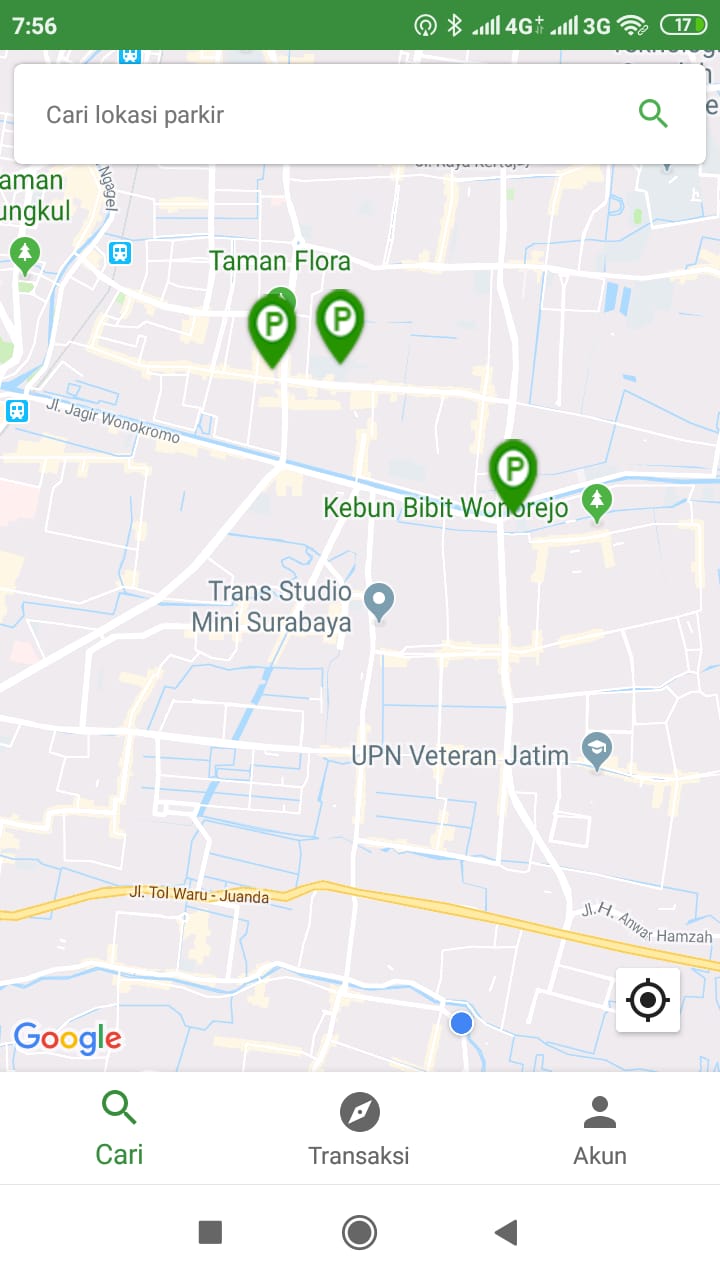 7:56
4G+
3G
17
Cari lokasi parkir
Ngagel
Taman Flora
Jl. Jagir Wonokromo
P
P
P
Kebun Bibit Wonorejo
Trans Studio
Mini Surabaya
UPN Veteran Jatim
Jl. Tol Waru - Juanda
Jl.H. Anwar Hamzah
Google
Cari
Transaksi
Akun